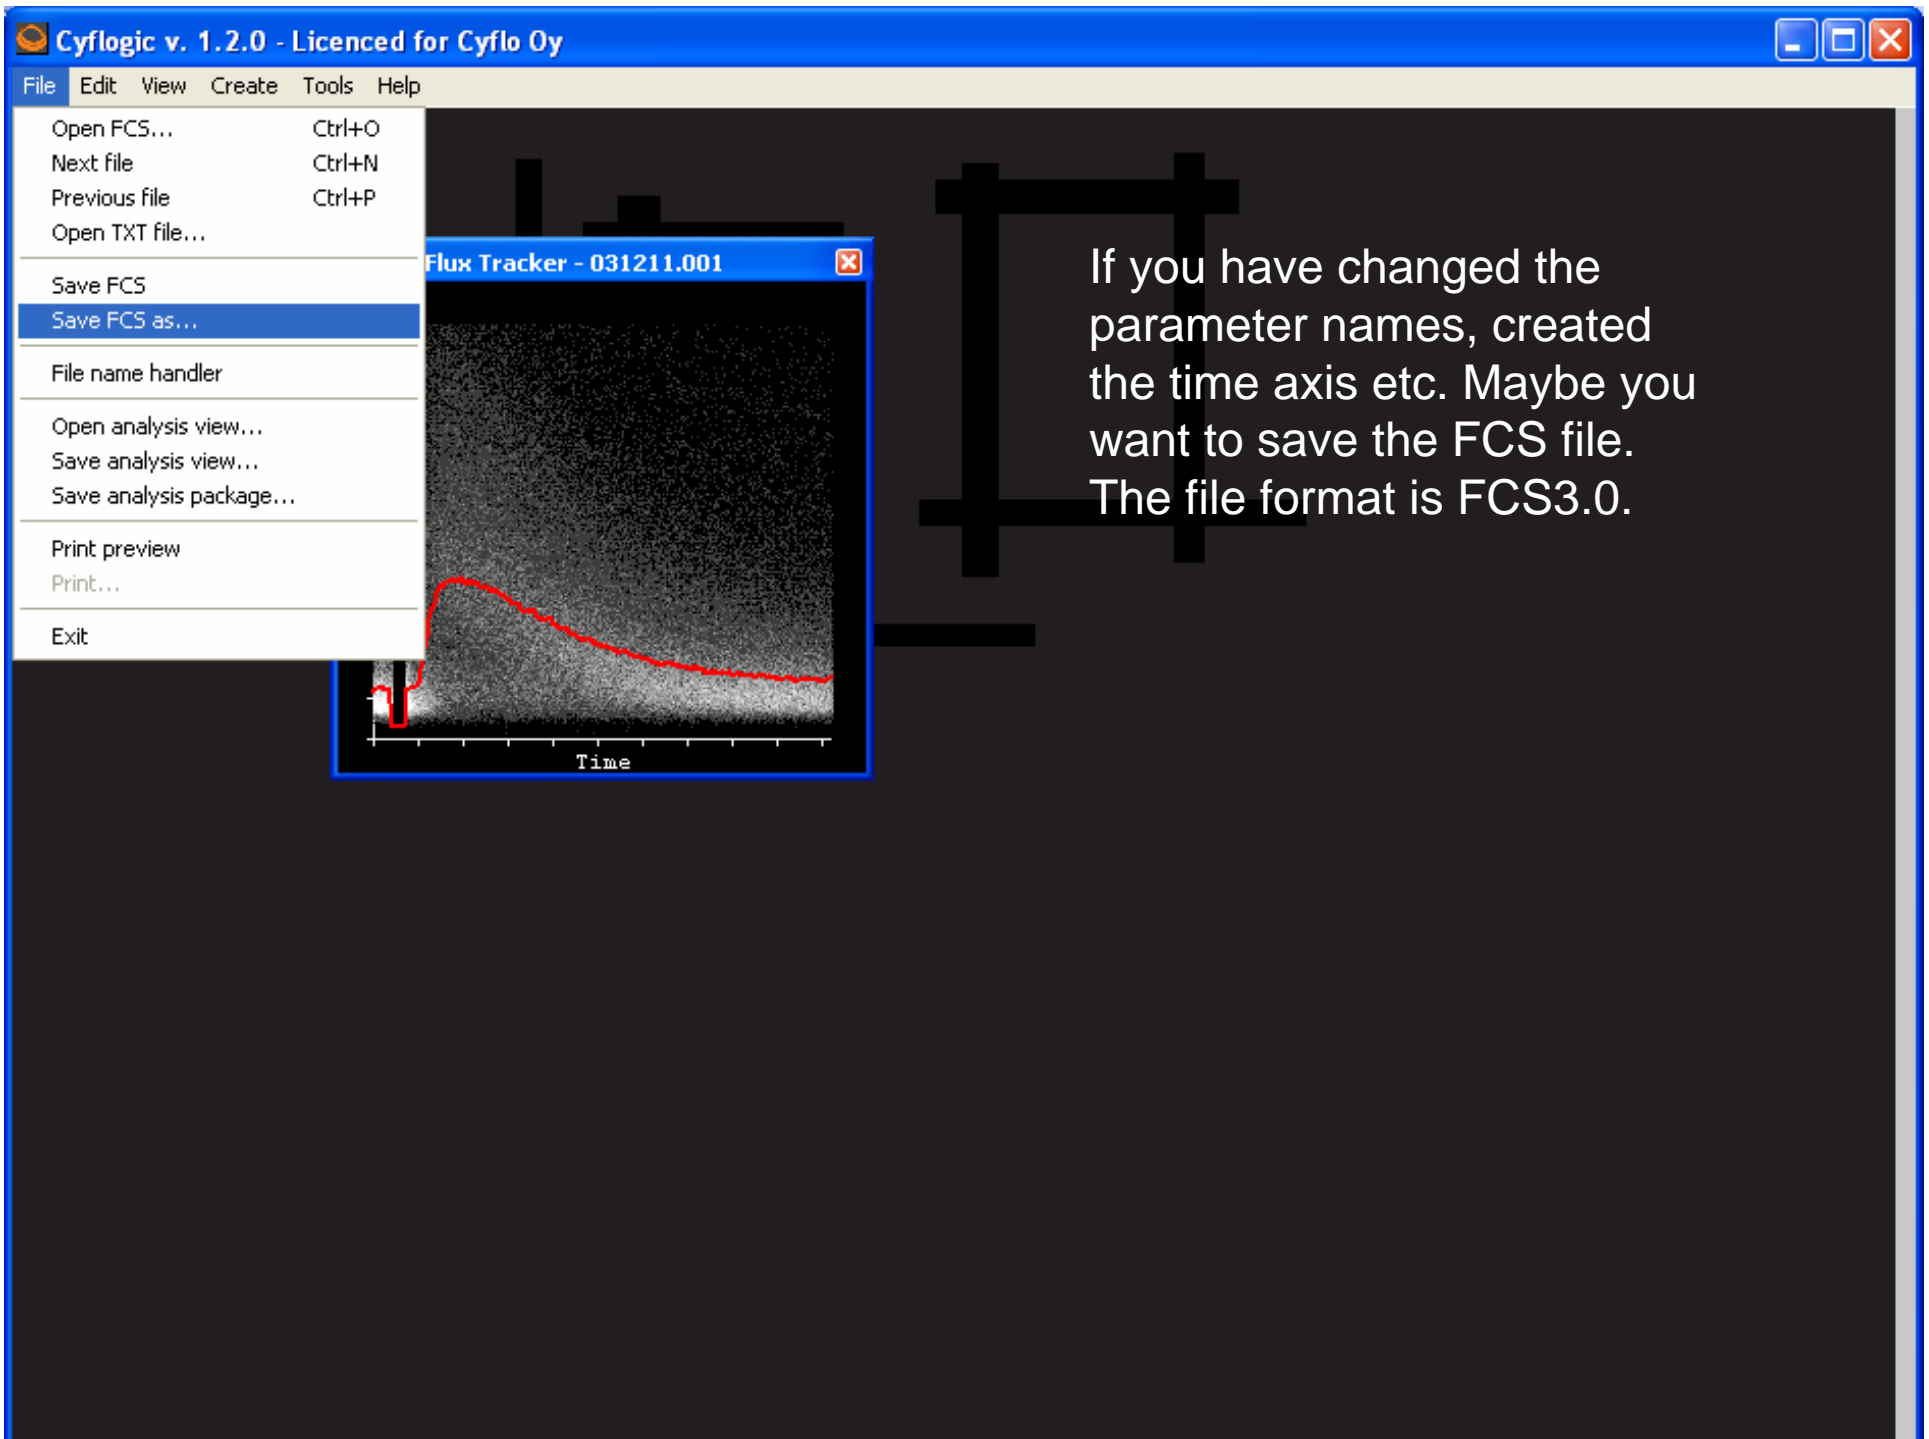 Cyflogic v. 1.2.0 - Licenced for Cyflo Oy
File Edit View Create Tools Help
Open FCS... Ctrl+O
Next file Ctrl+N
Previous file Ctrl+P
Open TXT file...
Save FCS
Save FCS as...
File name handler
Open analysis view...
Save analysis view...
Save analysis package...
Print preview
Print...
Exit
Flux Tracker - 031211.001
Time
If you have changed the
parameter names, created
the time axis etc. Maybe you
want to save the FCS file.
The file format is FCS3.0.